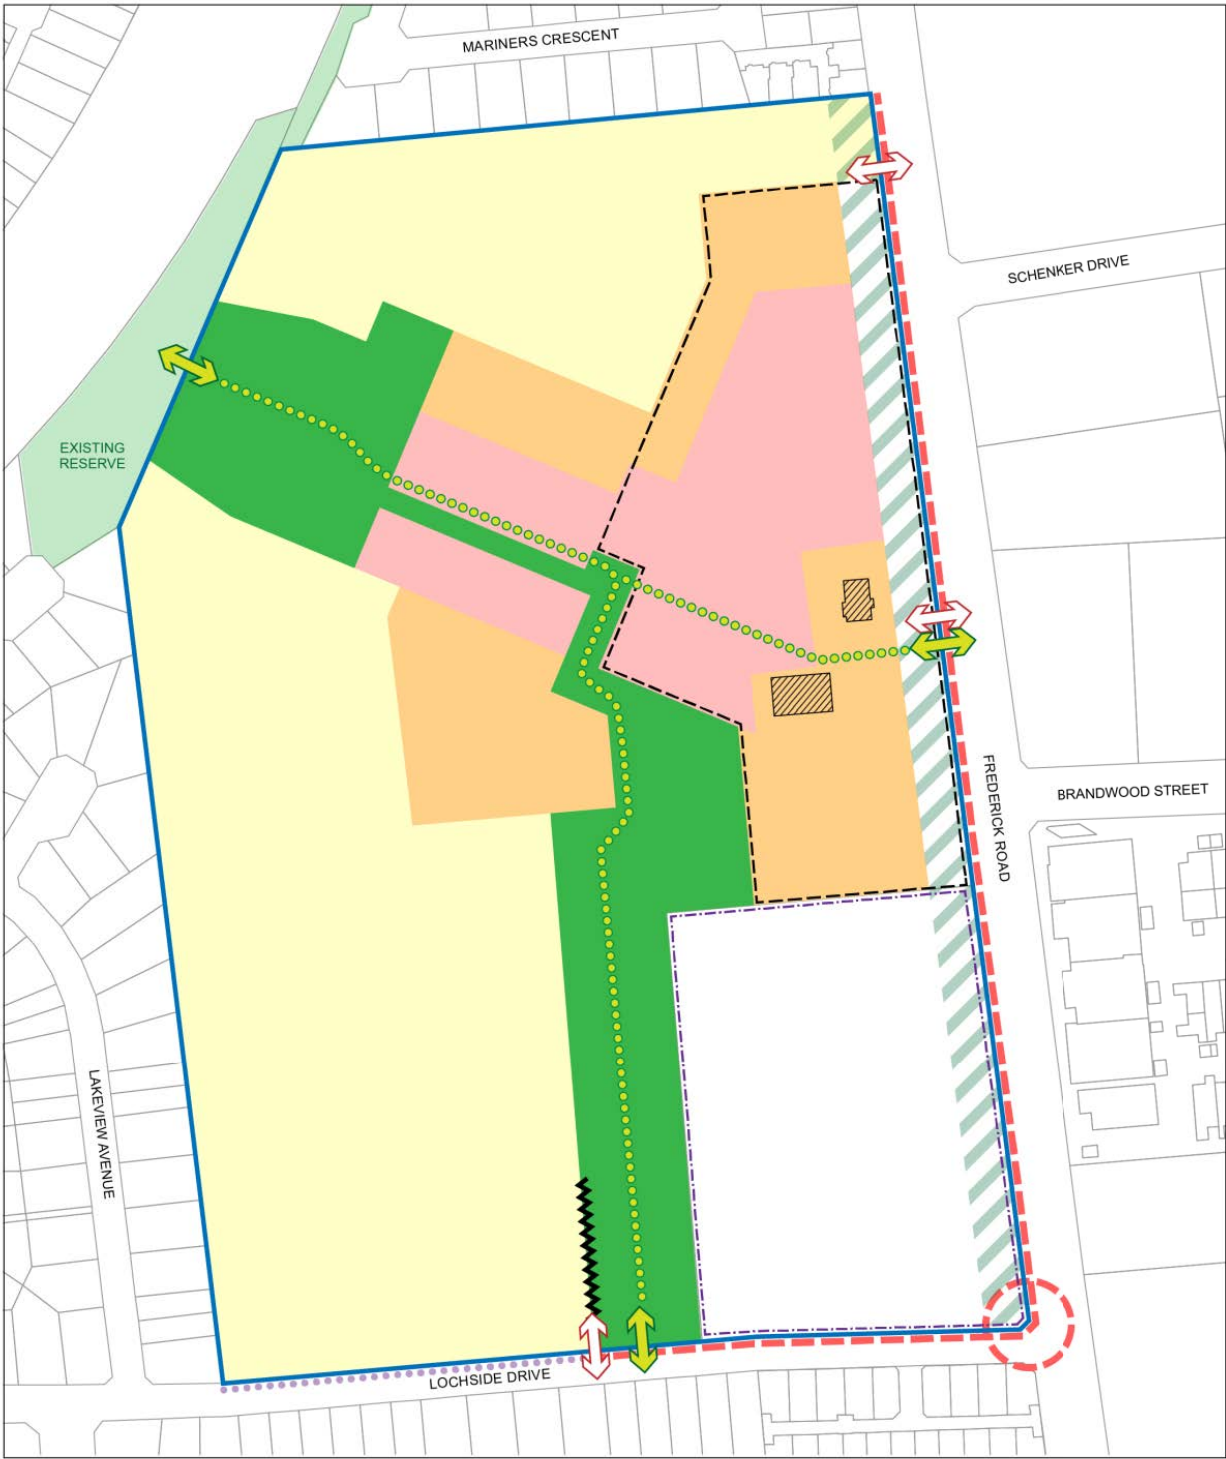 MARINERS CRESCENT
SCHENKER DRIVE
EXISTING
RESERVE
FREDERICK ROAD
BRANDWOOD STREET
LAKEVIEW AVENUE
LOCHSIDE DRIVE